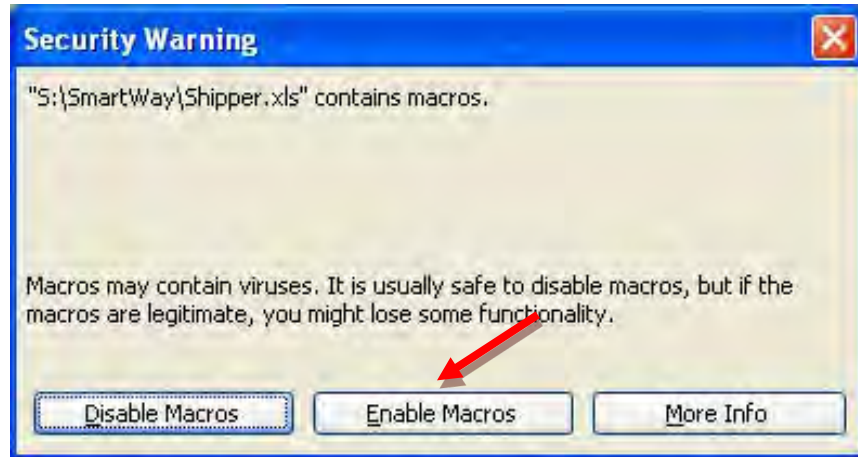 Security Warning
"S:\SmartWay\Shipper.xls" contains macros.
Macros may contain viruses. It is usually safe to disable macros, but if the
macros are legitimate, you might lose some functionality.
Disable Macros Enable Macros More Info